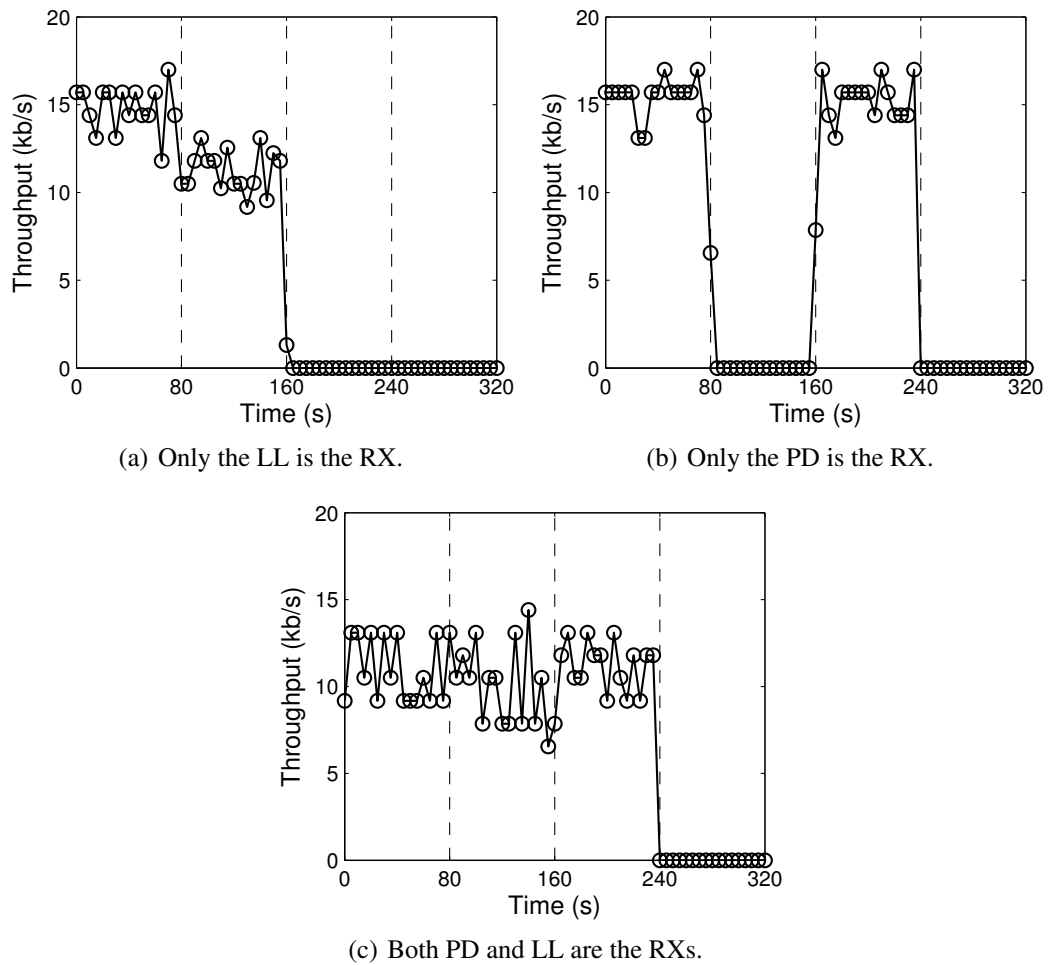 20
15
10
5
0
Throughput (kb/s)
0 80 160 240 320
Time (s)
(a) Only the LL is the RX.
20
15
10
5
0
Throughput (kb/s)
0 80 160 240 320
Time (s)
(b) Only the PD is the RX.
20
15
10
5
0
Throughput (kb/s)
0 80 160 240 320
Time (s)
(c) Both PD and LL are the RXs.